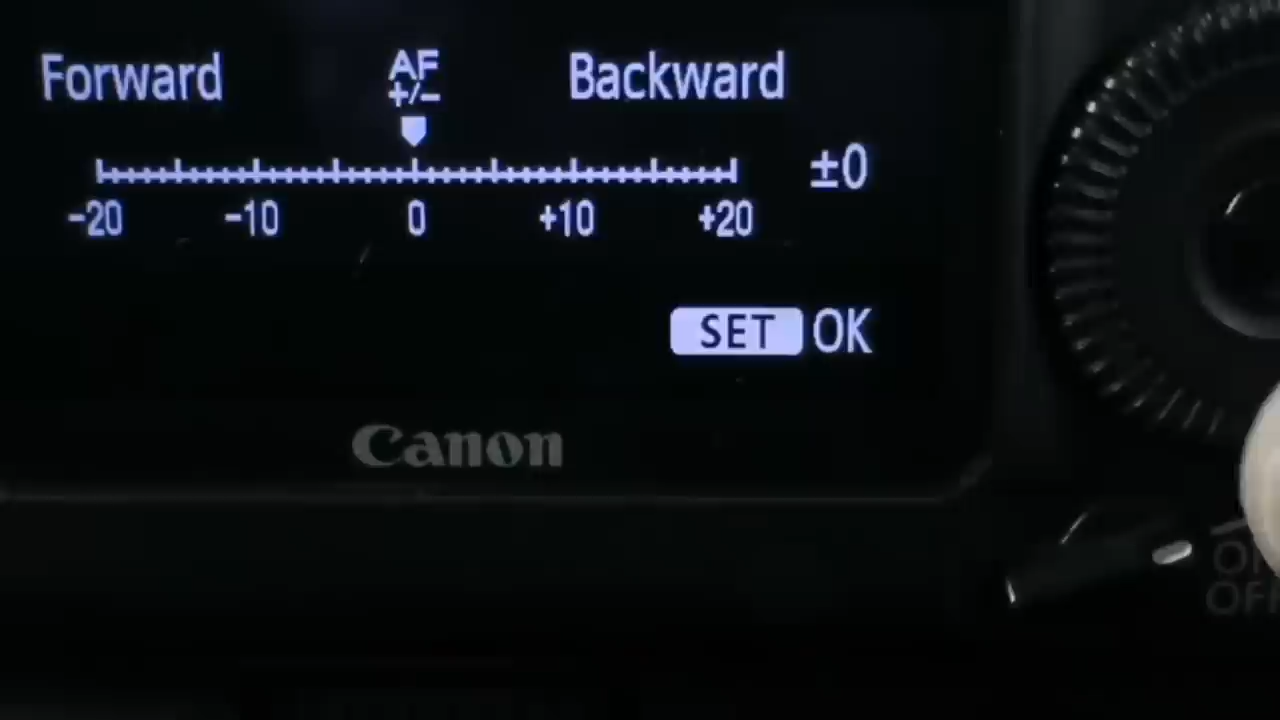 Forward AF Backward
+/−
±0
−20 −10 0 +10 +20
SET OK
Canon